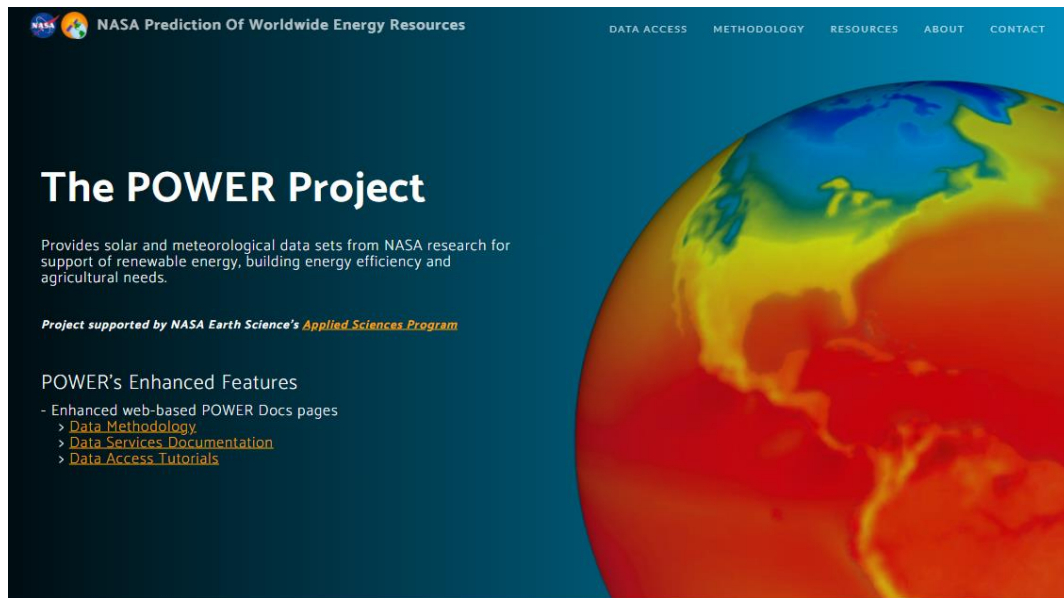 NASA
NASA Prediction Of Worldwide Energy Resources
DATA ACCESS METHODOLOGY RESOURCES ABOUT CONTACT
The POWER Project
Provides solar and meteorological data sets from NASA research for
support of renewable energy, building energy efficiency and
agricultural needs.
Project supported by NASA Earth Science's Applied Sciences Program
POWER's Enhanced Features
- Enhanced web-based POWER Docs pages
> Data Methodology
> Data Services Documentation
> Data Access Tutorials